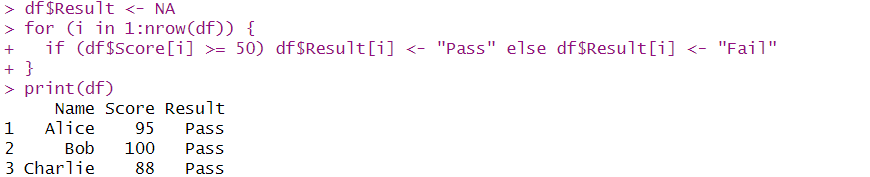 > df$Result <- NA
> for (i in 1:nrow(df)) {
+   if (df$Score[i] >= 50) df$Result[i] <- "Pass" else df$Result[i] <- "Fail"
+ }
> print(df)
     Name Score Result
1   Alice    95   Pass
2     Bob   100   Pass
3 Charlie    88   Pass